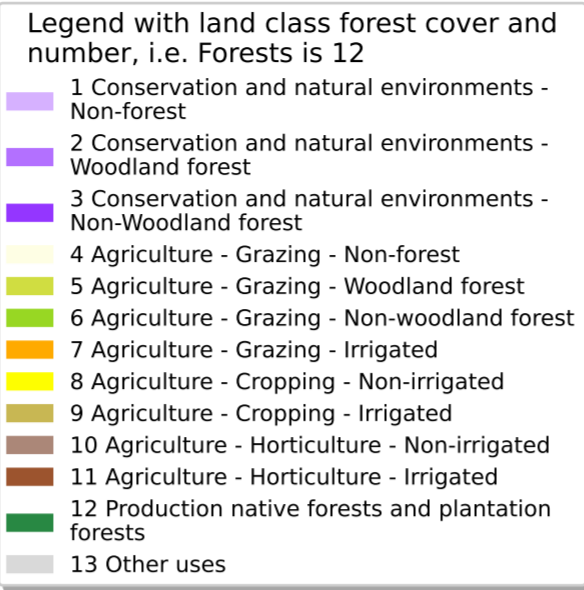 Legend with land class forest cover and
number, i.e. Forests is 12
1 Conservation and natural environments -
Non-forest
2 Conservation and natural environments -
Woodland forest
3 Conservation and natural environments -
Non-Woodland forest
4 Agriculture - Grazing - Non-forest
5 Agriculture - Grazing - Woodland forest
6 Agriculture - Grazing - Non-woodland forest
7 Agriculture - Grazing - Irrigated
8 Agriculture - Cropping - Non-irrigated
9 Agriculture - Cropping - Irrigated
10 Agriculture - Horticulture - Non-irrigated
11 Agriculture - Horticulture - Irrigated
12 Production native forests and plantation
forests
13 Other uses